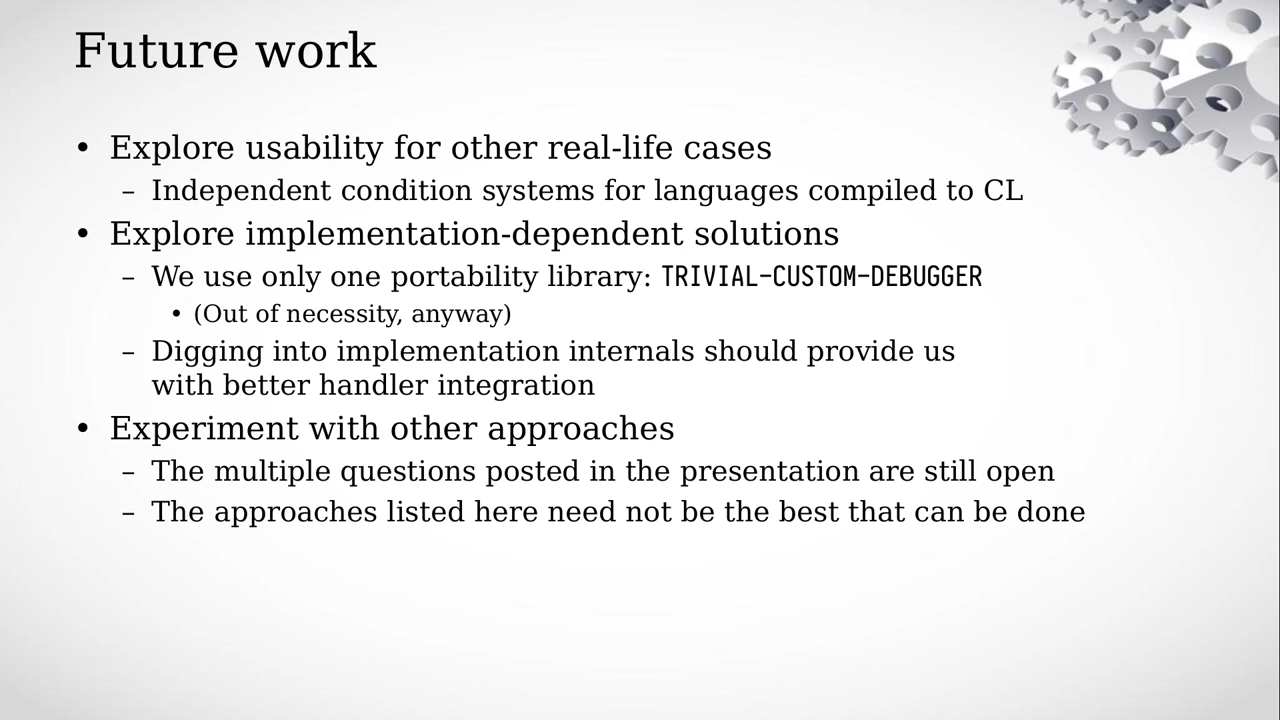 Future work
• Explore usability for other real-life cases
– Independent condition systems for languages compiled to CL
• Explore implementation-dependent solutions
– We use only one portability library: TRIVIAL-CUSTOM-DEBUGGER
• (Out of necessity, anyway)
– Digging into implementation internals should provide us
with better handler integration
• Experiment with other approaches
– The multiple questions posted in the presentation are still open
– The approaches listed here need not be the best that can be done